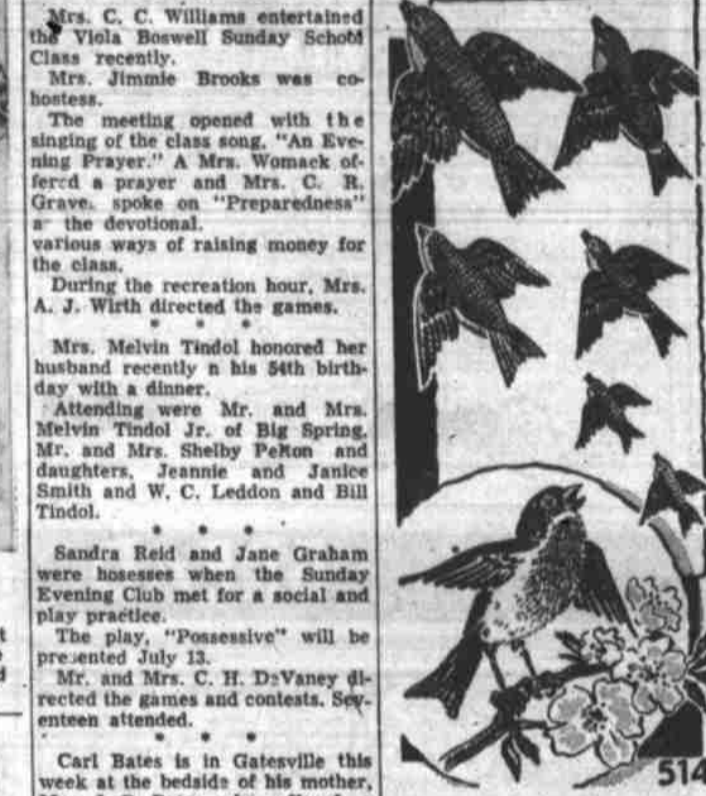 Mrs. C. C. Williams entertained
the Viola Boswell Sunday School
Class recently.
Mrs. Jimmie Brooks was co-
hostess.
The meeting opened with the
singing of the class song, "An Eve-
ning Prayer." A Mrs. Womack of-
fered a prayer and Mrs. C. R.
Grave. spoke on "Preparedness"
a the devotional.
various ways of raising money for
the class.
During the recreation hour, Mrs.
A. J. Wirth directed the games.
* * *
Mrs. Melvin Tindol honored her
husband recently n his 54th birth-
day with a dinner.
Attending were Mr. and Mrs.
Melvin Tindol Jr. of Big Spring,
Mr. and Mrs. Shelby Pelton and
daughters, Jeannie and Janice
Smith and W. C. Leddon and Bill
Tindol.
* * *
Sandra Reid and Jane Graham
were hosesses when the Sunday
Evening Club met for a social and
play practice.
The play, "Possessive" will be
presented July 13.
Mr. and Mrs. C. H. DeVaney di-
rected the games and contests. Sev-
enteen attended.
* * *
Carl Bates is in Gatesville this
week at the bedside of his mother,
514